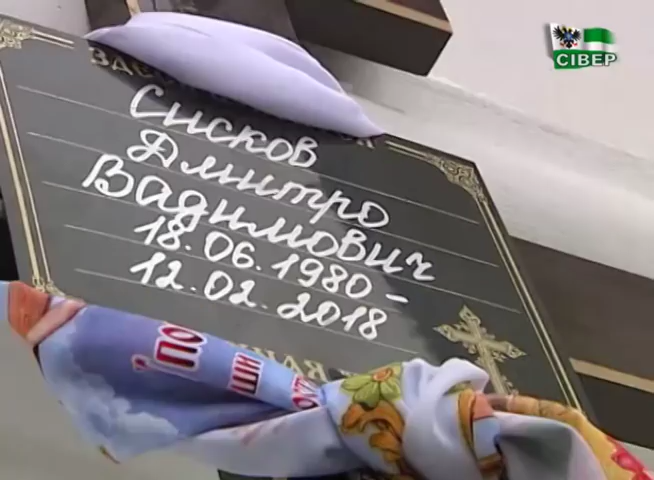 СІВЕР
Сисков
Дмитро
Вадимович
18.06.1980 –
12.02.2018